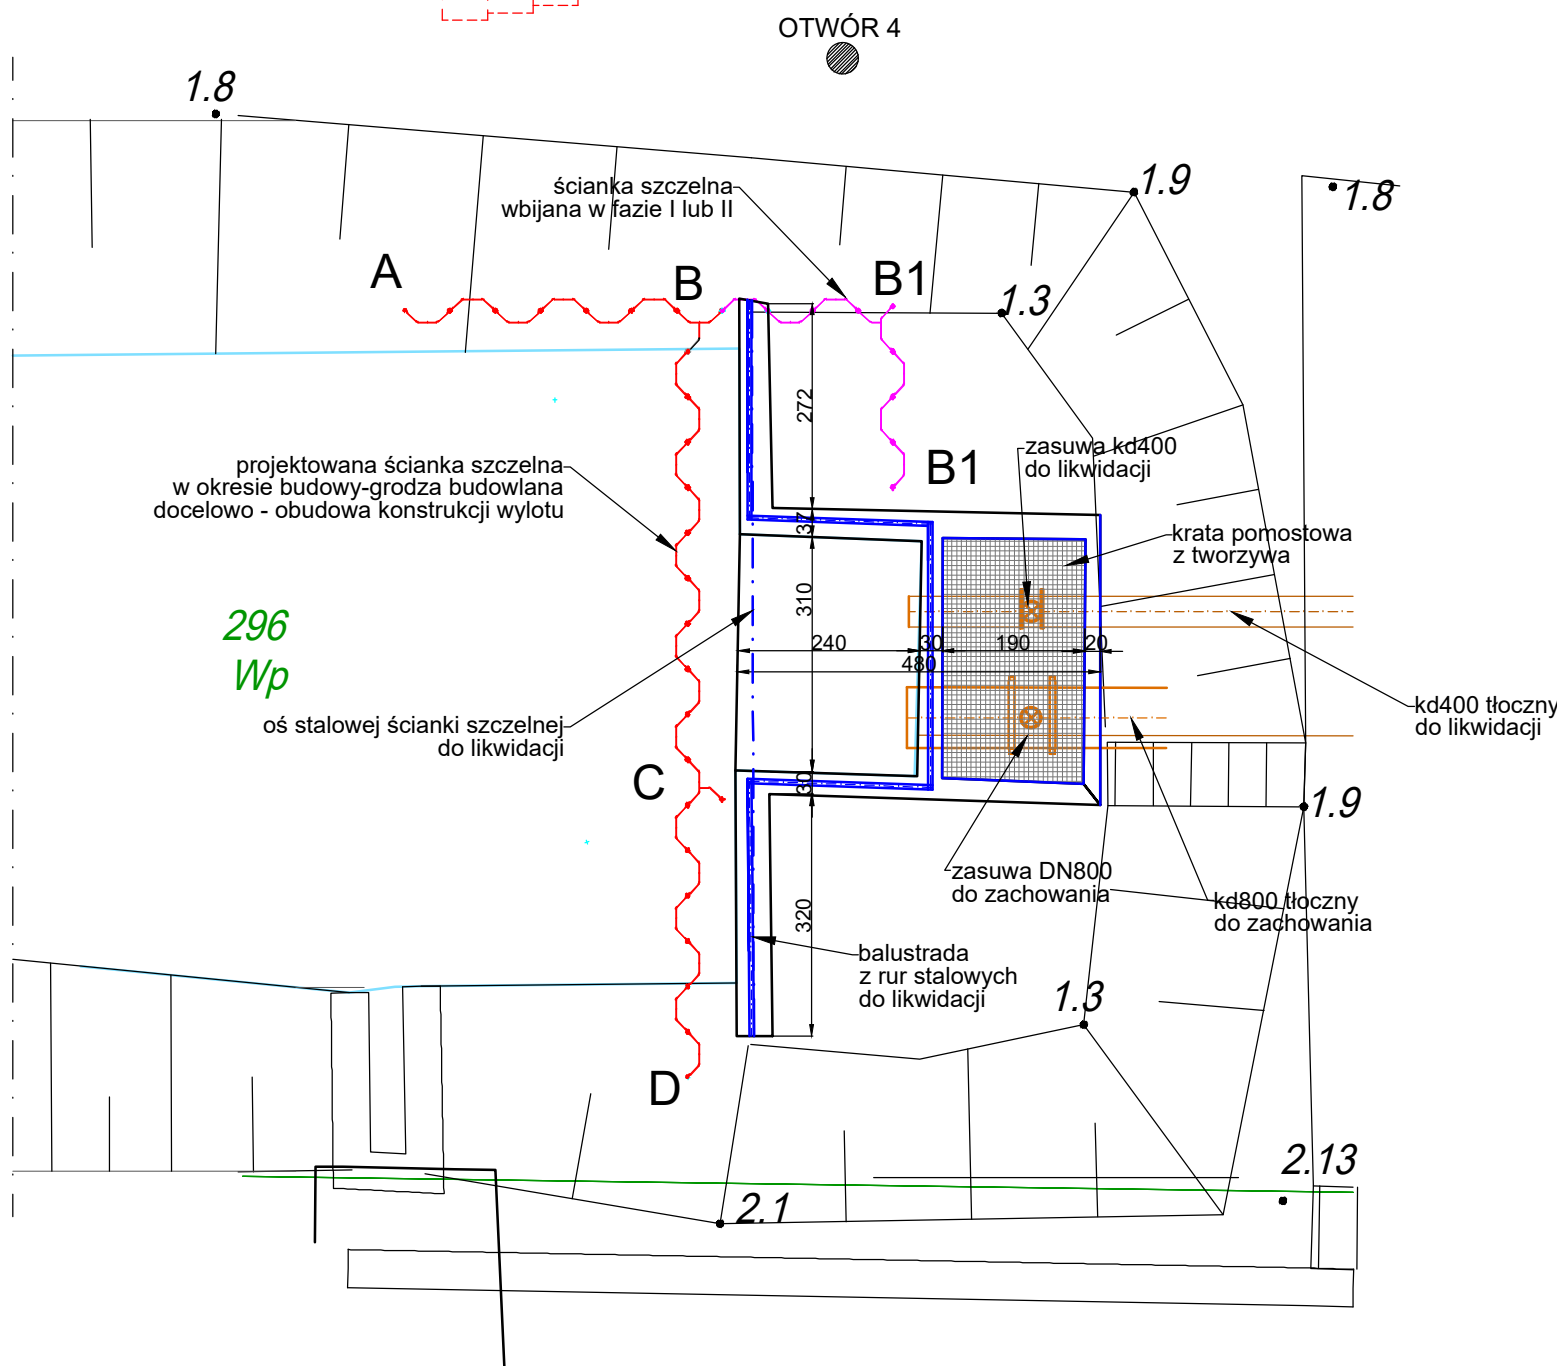 OTWÓR 4
1.8
1.9
1.8
ścianka szczelna
wbijana w fazie I lub II
A
B
B1
1.3
272
zasuwa kd400
do likwidacji
B1
projektowana ścianka szczelna
w okresie budowy-grodza budowlana
docelowo - obudowa konstrukcji wylotu
37
krata pomostowa
z tworzywa
310
296
Wp
240
30
190
20
480
oś stalowej ścianki szczelnej
do likwidacji
kd400 tłoczny
do likwidacji
C
30
1.9
zasuwa DN800
do zachowania
kd800 tłoczny
do zachowania
320
balustrada
z rur stalowych
do likwidacji
1.3
D
2.13
2.1